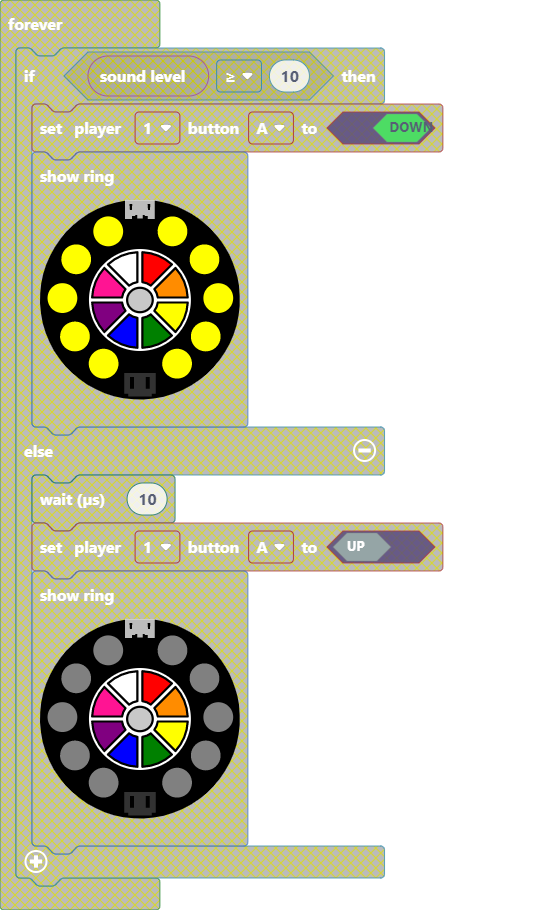 forever
if sound level ≥ 10 then
set player 1 button A to DOWN
show ring
else
wait (µs) 10
set player 1 button A to UP
show ring